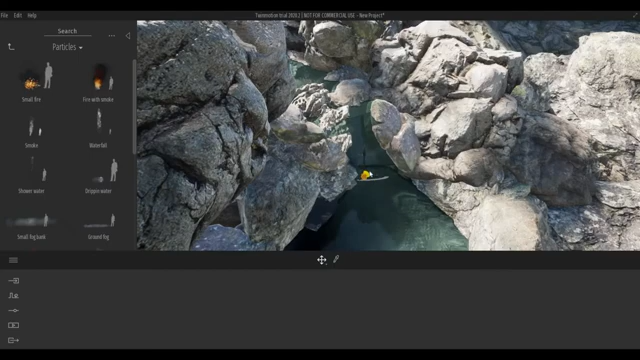 File Edit Help
Twinmotion trial 2020.2 | NOT FOR COMMERCIAL USE - New Project*
Search
Particles
Small fire
Fire with smoke
Smoke
Waterfall
Shower water
Drippin water
Small fog bank
Ground fog